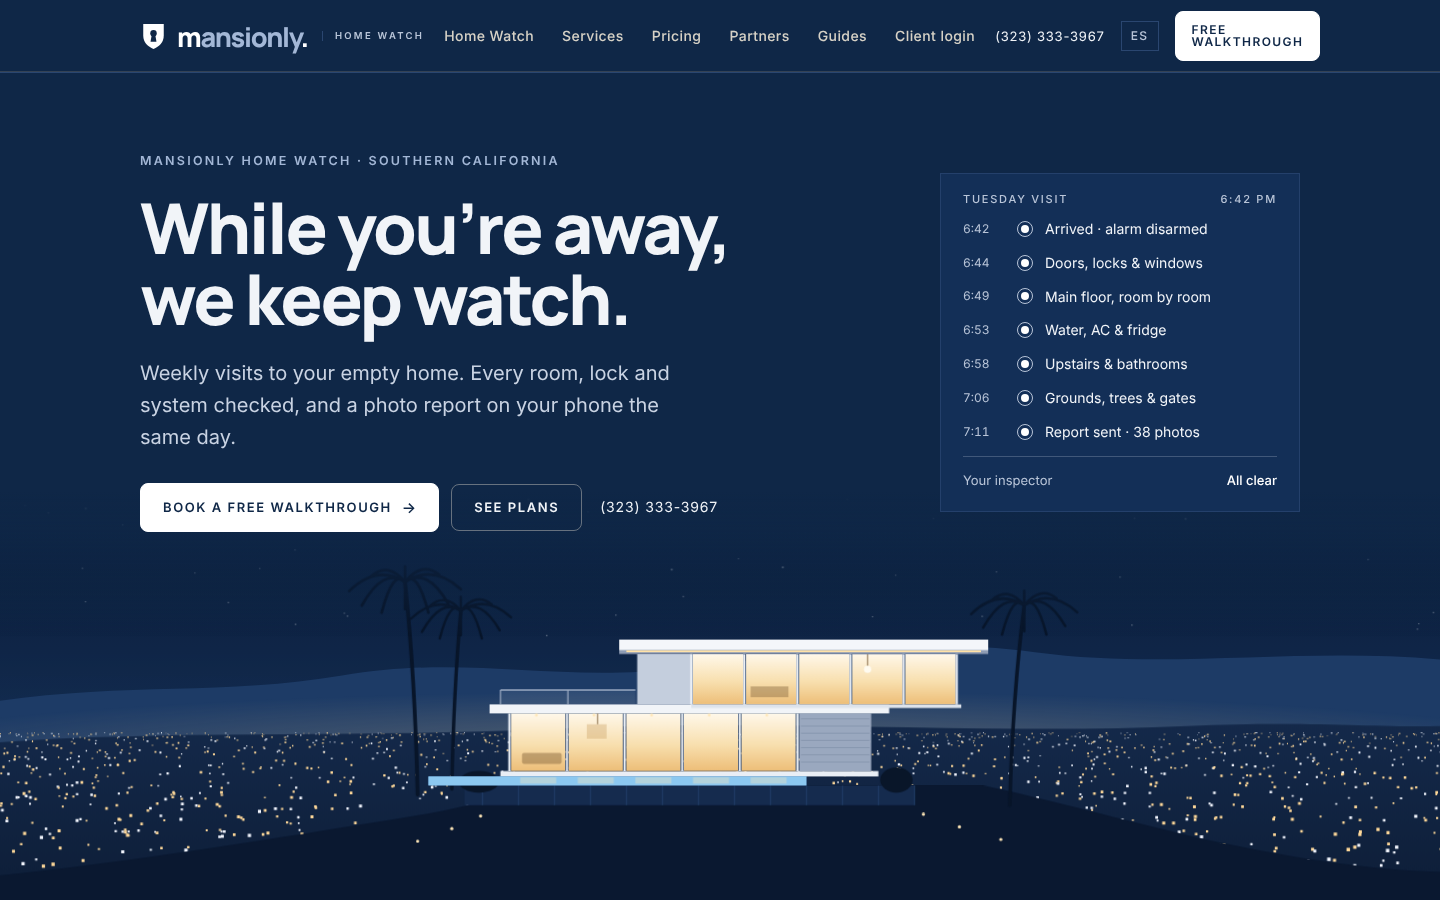 mansionly.
HOME WATCH
Home Watch
Services
Pricing
Partners
Guides
Client login
(323) 333-3967
ES
FREE
WALKTHROUGH
MANSIONLY HOME WATCH · SOUTHERN CALIFORNIA
While you’re away,
we keep watch.
Weekly visits to your empty home. Every room, lock and
system checked, and a photo report on your phone the
same day.
BOOK A FREE WALKTHROUGH →
SEE PLANS
(323) 333-3967
TUESDAY VISIT 6:42 PM
6:42 Arrived · alarm disarmed
6:44 Doors, locks & windows
6:49 Main floor, room by room
6:53 Water, AC & fridge
6:58 Upstairs & bathrooms
7:06 Grounds, trees & gates
7:11 Report sent · 38 photos
Your inspector All clear